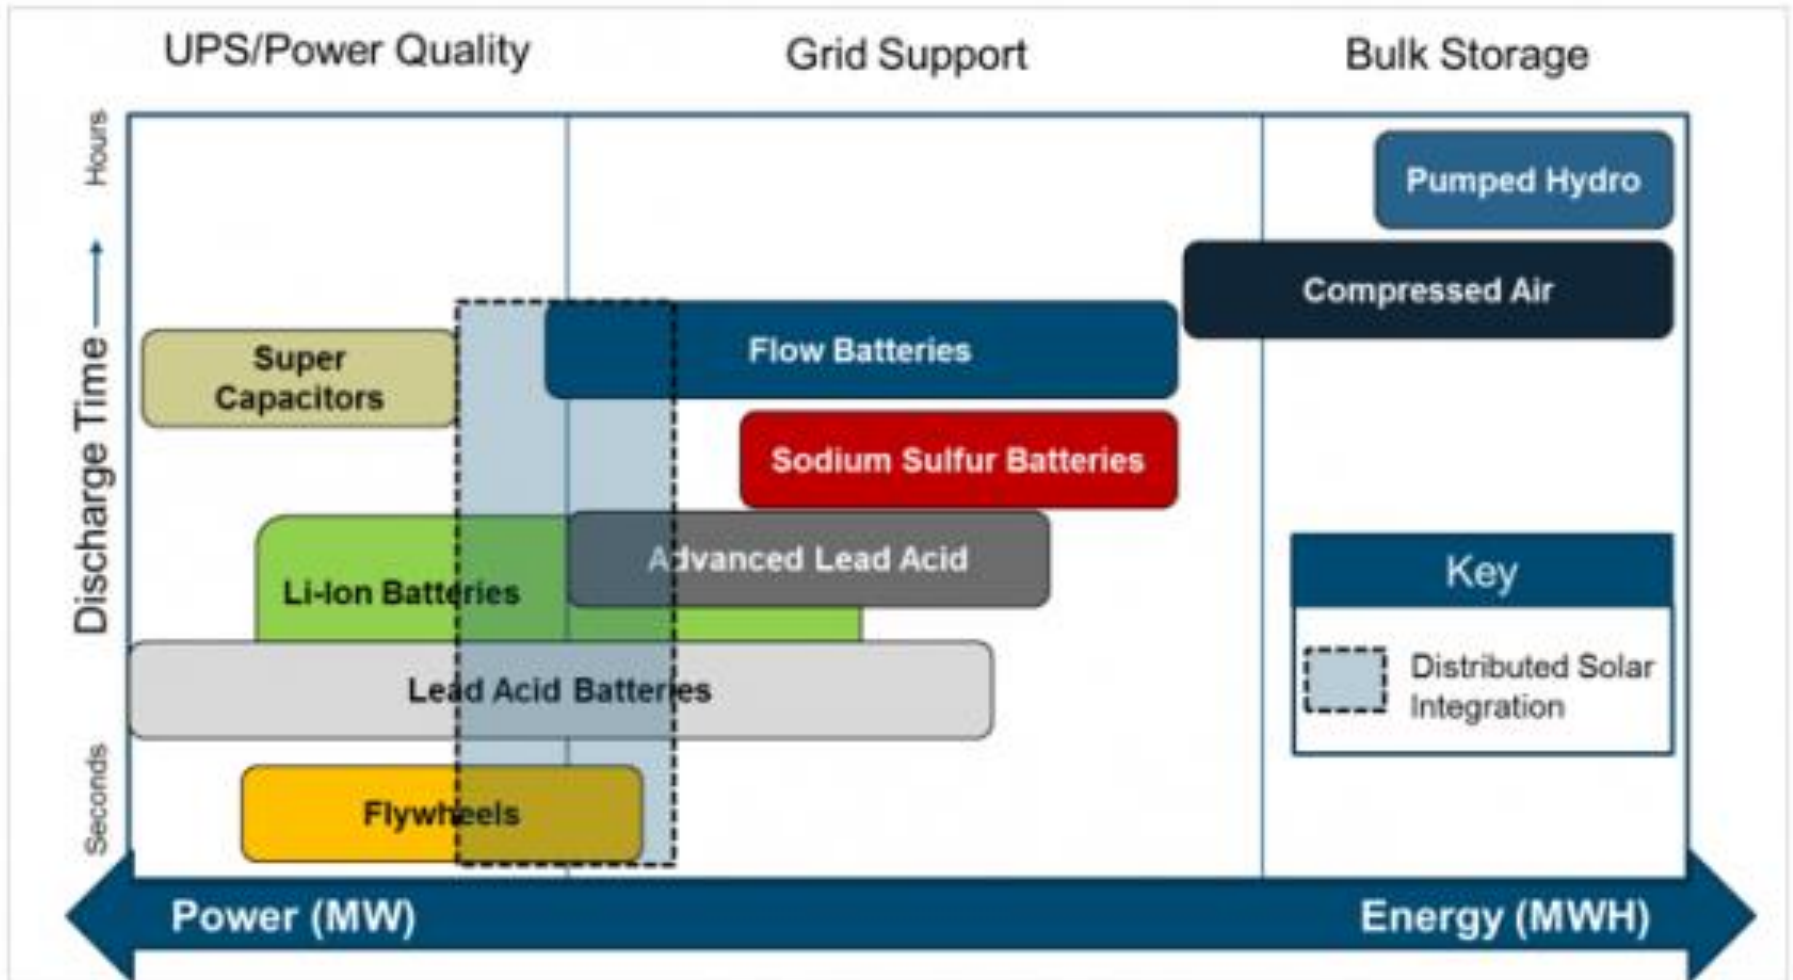 UPS/Power Quality
Grid Support
Bulk Storage
Hours
Discharge Time
Seconds
Pumped Hydro
Compressed Air
Flow Batteries
Super
Capacitors
Sodium Sulfur Batteries
Advanced Lead Acid
Li-Ion Batteries
Key
Distributed Solar
Integration
Lead Acid Batteries
Flywheels
Power (MW)
Energy (MWH)